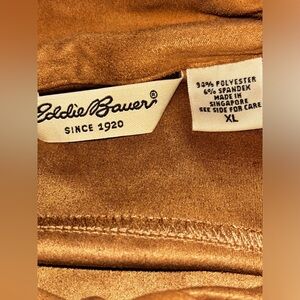 Eddie Bauer®
SINCE 1920
94% POLYESTER
6% SPANDEX
MADE IN
SINGAPORE
SEE SIDE FOR CARE
XL